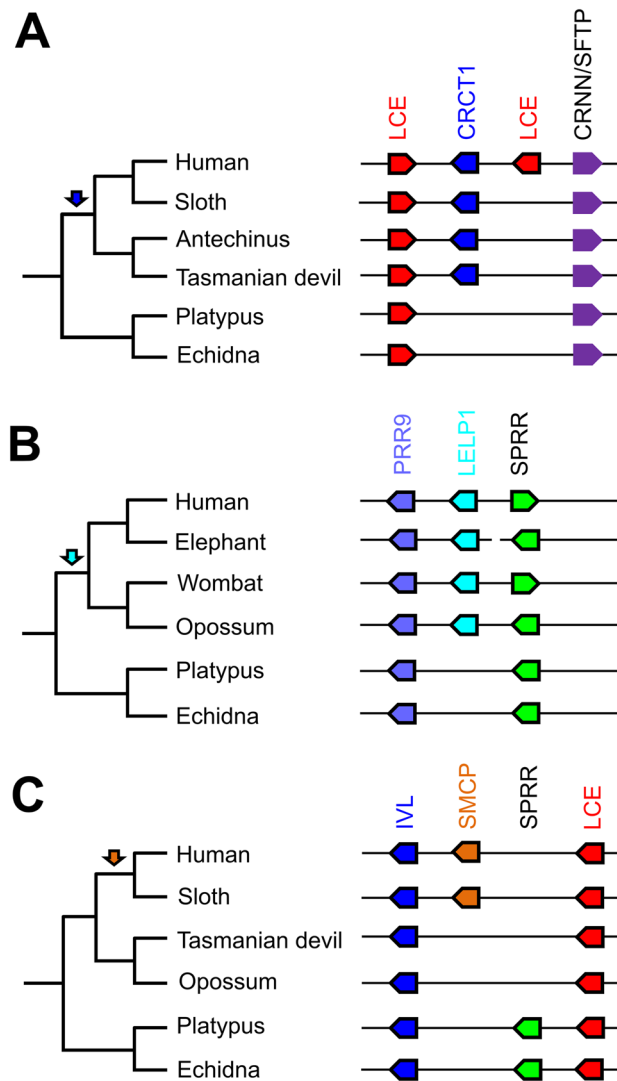 A
LCE
CRCT1
LCE
CRNN/SFTP
Human
Sloth
Antechinus
Tasmanian devil
Platypus
Echidna
B
PRR9
LELP1
SPRR
Human
Elephant
Wombat
Opossum
Platypus
Echidna
C
IVL
SMCP
SPRR
LCE
Human
Sloth
Tasmanian devil
Opossum
Platypus
Echidna